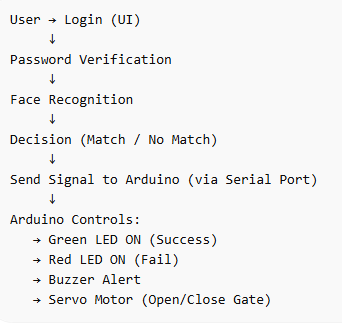 User → Login (UI)
↓
Password Verification
↓
Face Recognition
↓
Decision (Match / No Match)
↓
Send Signal to Arduino (via Serial Port)
↓
Arduino Controls:
→ Green LED ON (Success)
→ Red LED ON (Fail)
→ Buzzer Alert
→ Servo Motor (Open/Close Gate)